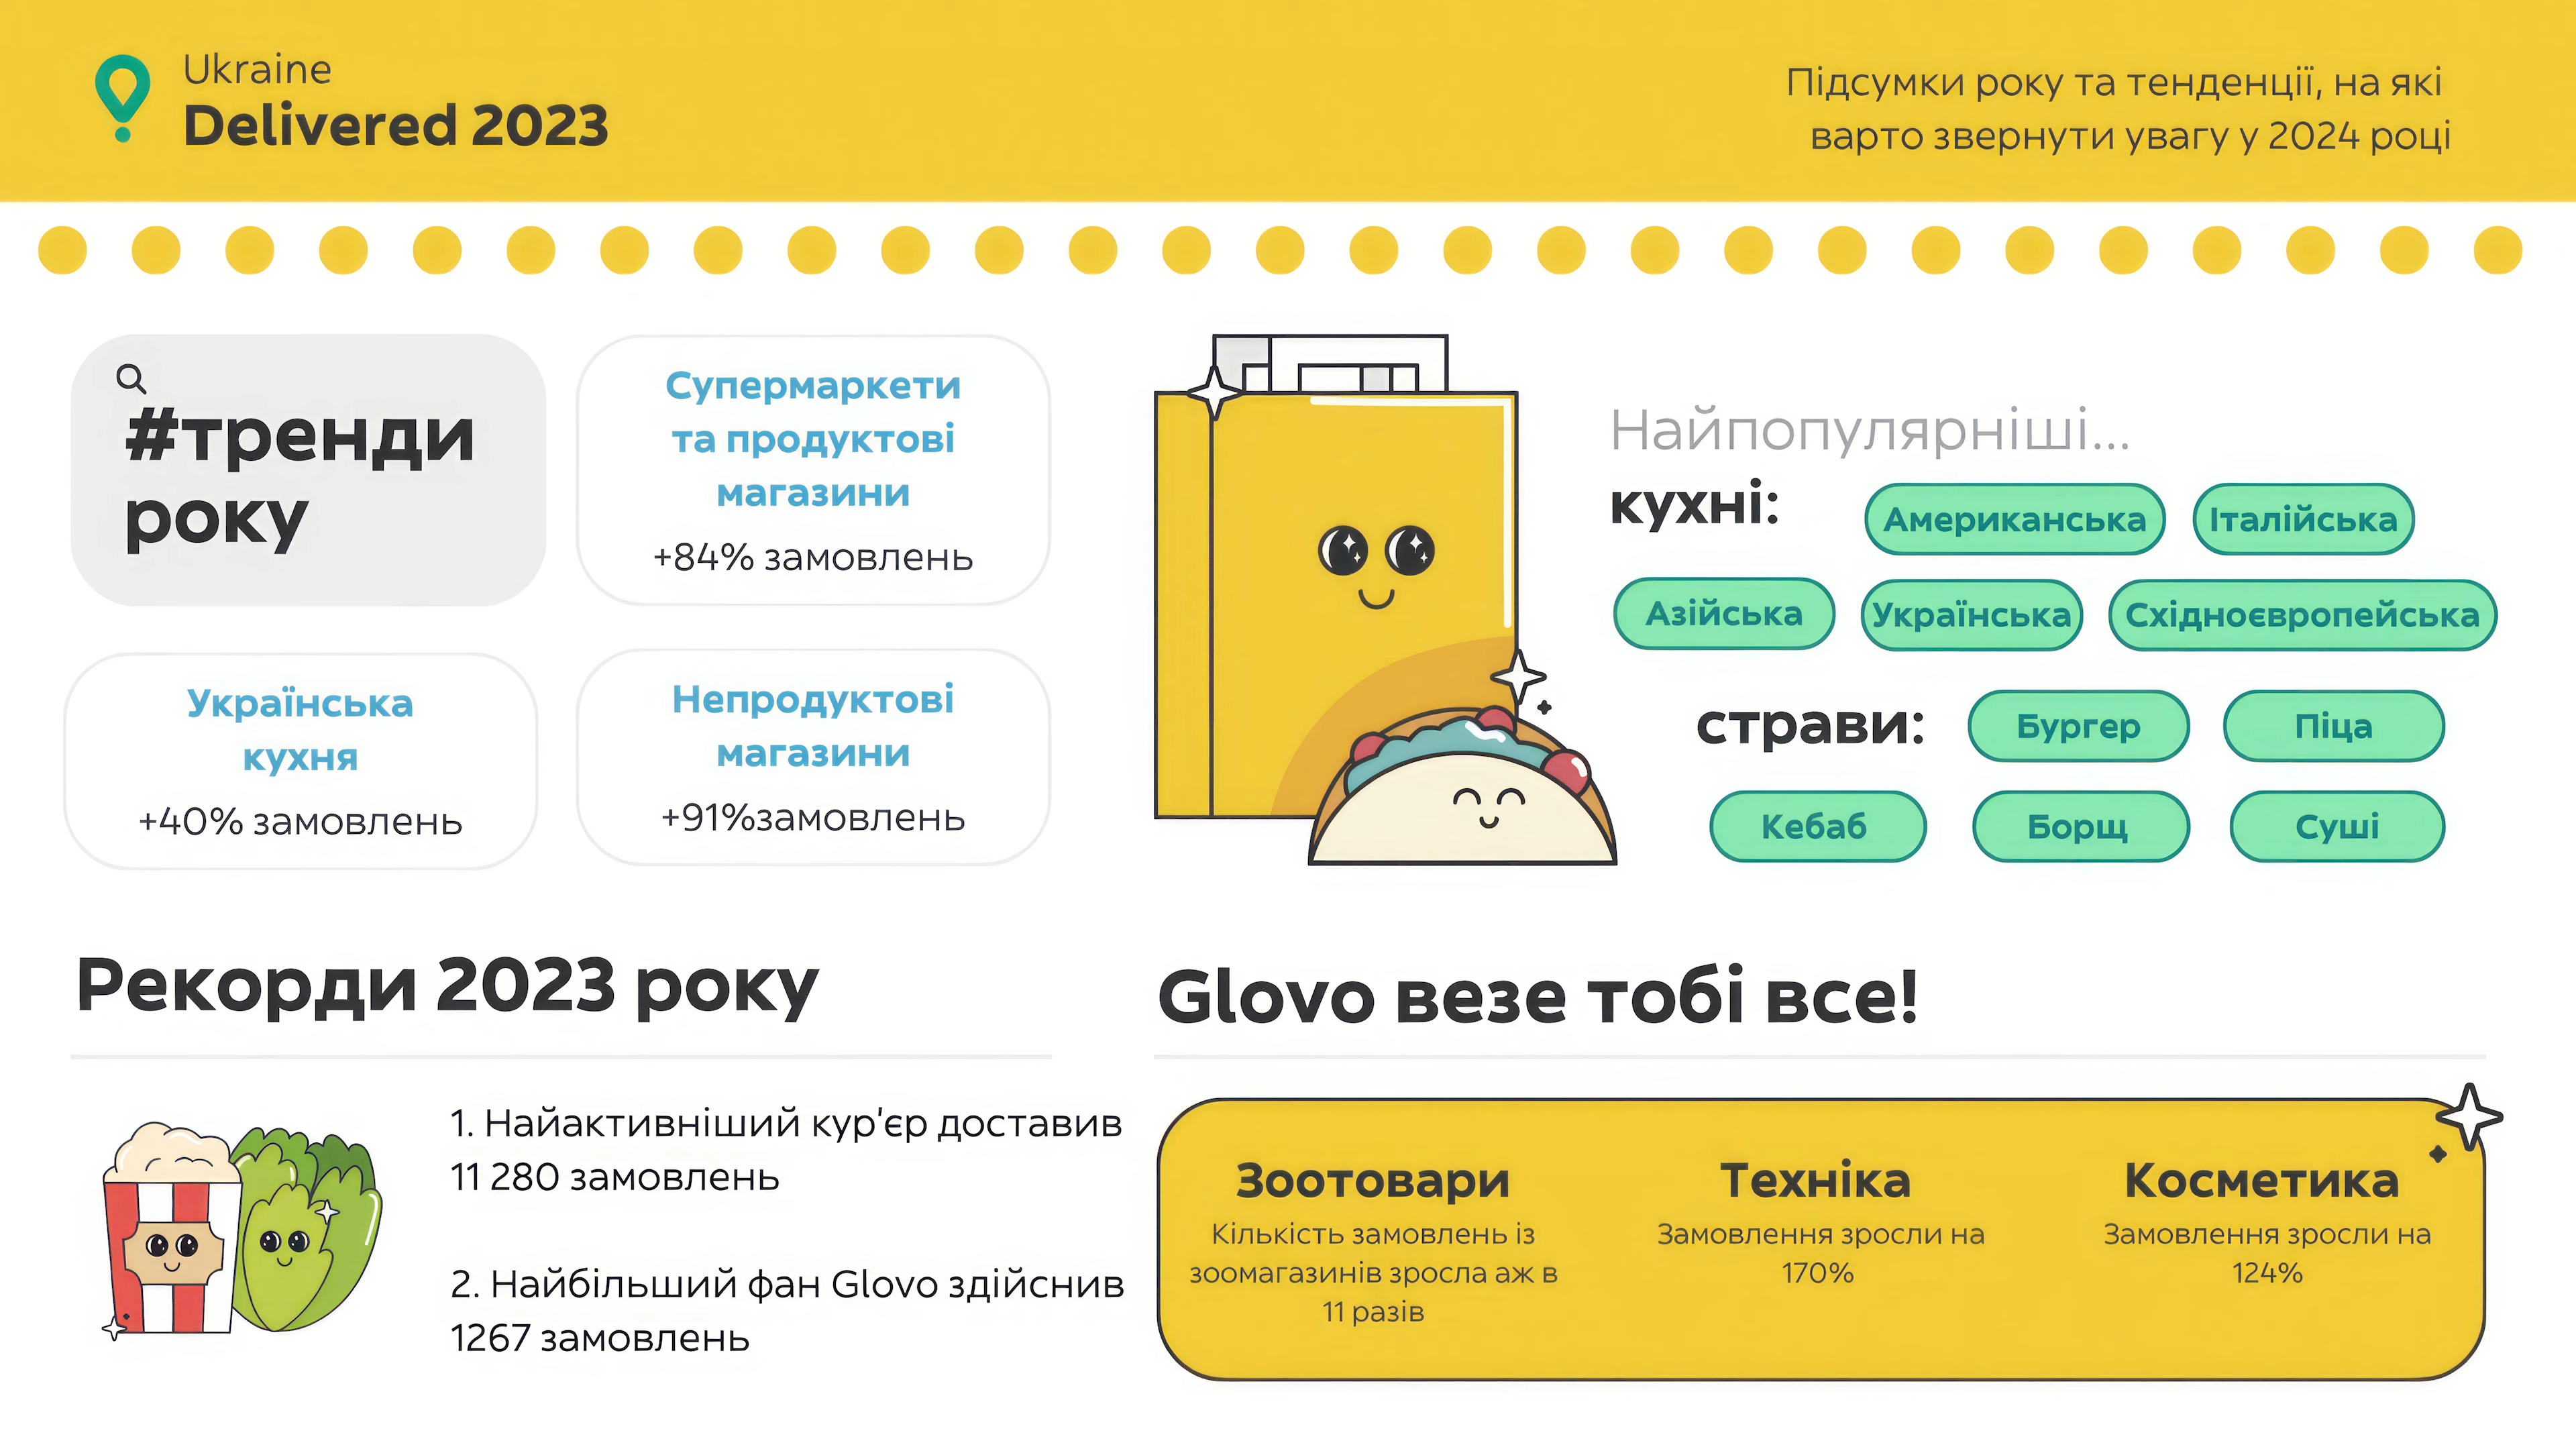 Ukraine
Delivered 2023
Підсумки року та тенденції, на які
варто звернути увагу у 2024 році
#тренди
року
Супермаркети
та продуктові
магазини
+84% замовлень
Українська
кухня
+40% замовлень
Непродуктові
магазини
+91%замовлень
Найпопулярніші...
кухні:
Американська
Італійська
Азійська
Українська
Східноєвропейська
страви:
Бургер
Піца
Кебаб
Борщ
Суші
Рекорди 2023 року
1. Найактивніший кур'єр доставив
11 280 замовлень
2. Найбільший фан Glovo здійснив
1267 замовлень
Glovo везе тобі все!
Зоотовари
Кількість замовлень із
зоомагазинів зросла аж в
11 разів
Техніка
Замовлення зросли на
170%
Косметика
Замовлення зросли на
124%